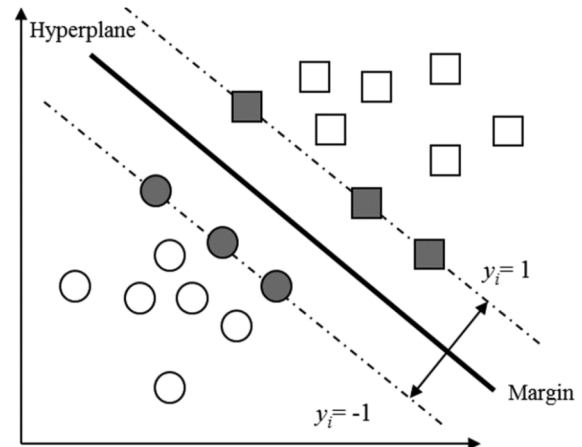 Hyperplane
yᵢ= 1
Margin
yᵢ= -1